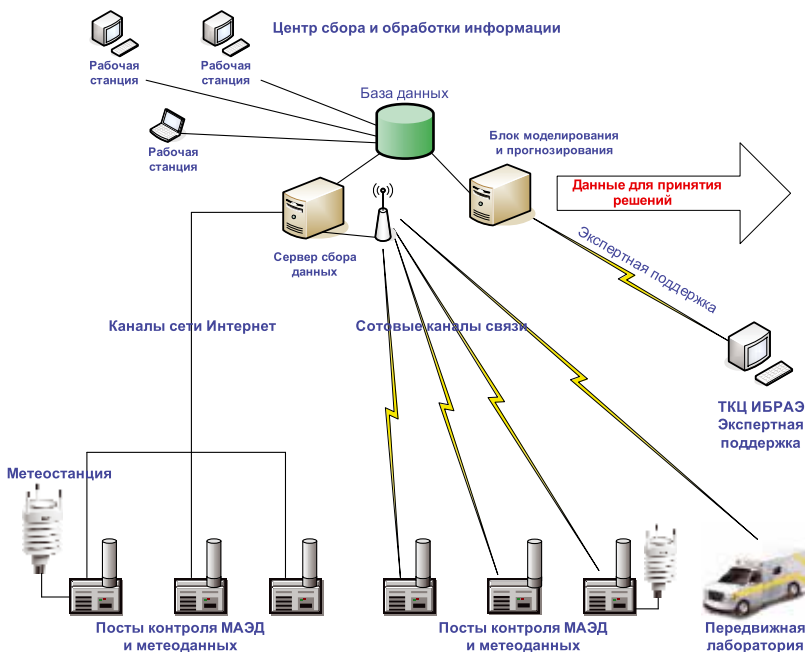 Центр сбора и обработки информации
Рабочая
станция
Рабочая
станция
База данных
Рабочая
станция
Блок моделирования
и прогнозирования
Данные для принятия
решений
Экспертная поддержка
Сервер сбора
данных
Каналы сети Интернет
Сотовые каналы связи
ТКЦ ИБРАЭ
Экспертная
поддержка
Метеостанция
Посты контроля МАЭД
и метеоданных
Посты контроля МАЭД
и метеоданных
Передвижная
лаборатория